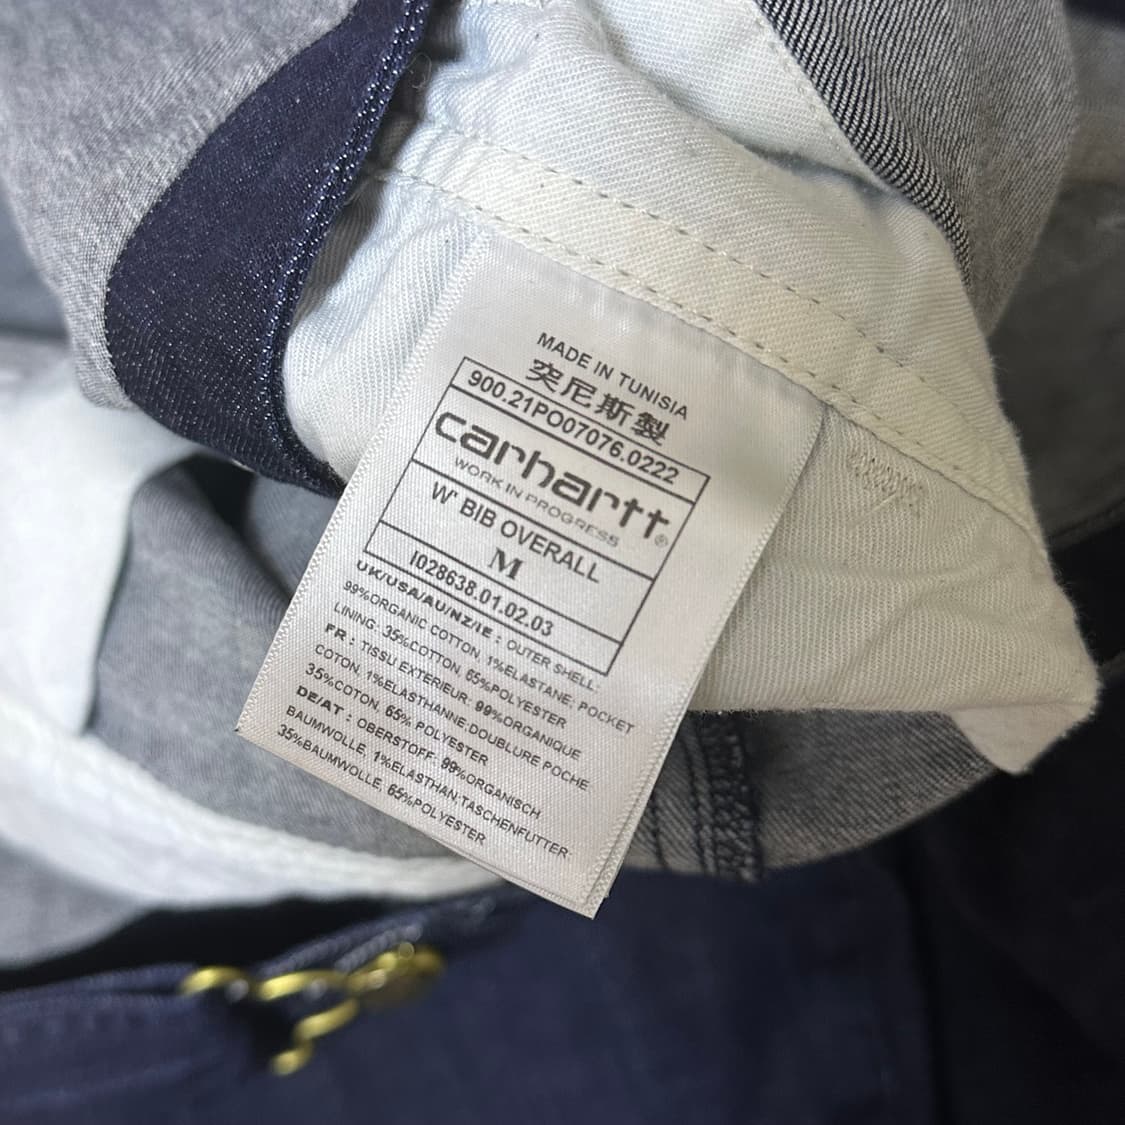 MADE IN TUNISIA
突尼斯製
900.21PO07076.0222
carhartt®
WORK IN PROGRESS
W' BIB OVERALL
M
I028638.01.02.03
UK/USA/AU/NZ/IE : OUTER SHELL:
99%ORGANIC COTTON, 1%ELASTANE; POCKET
LINING: 35%COTTON, 65%POLYESTER
FR : TISSU EXTERIEUR: 99%ORGANIQUE
COTON, 1%ELASTHANNE;DOUBLURE POCHE
35%COTON, 65% POLYESTER
DE/AT : OBERSTOFF: 99%ORGANISCH
BAUMWOLLE, 1%ELASTHAN;TASCHENFUTTER:
35%BAUMWOLLE, 65%POLYESTER